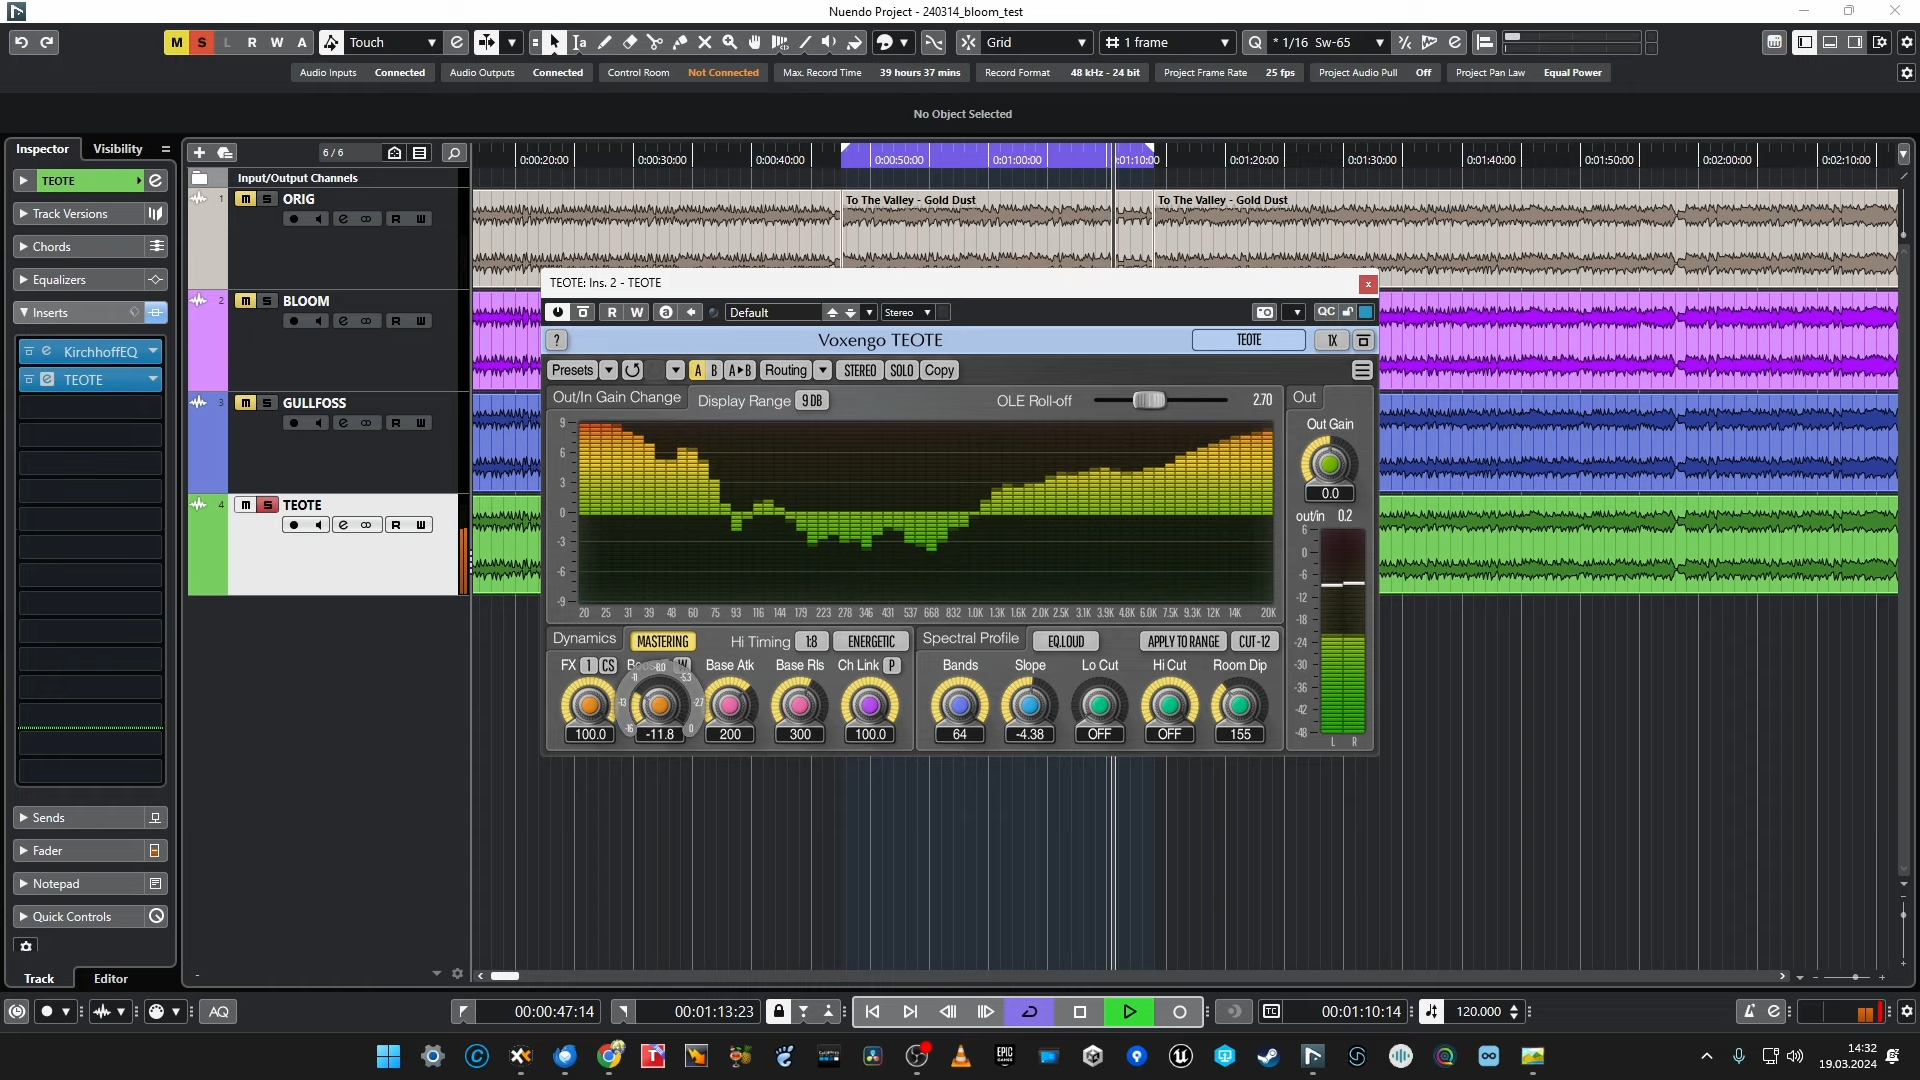 Nuendo Project - 240314_bloom_test
M S L R W A Touch Grid 1 frame * 1/16 Sw-65
Audio Inputs Connected Audio Outputs Connected Control Room Not Connected Max. Record Time 39 hours 37 mins Record Format 48 kHz - 24 bit Project Frame Rate 25 fps Project Audio Pull Off Project Pan Law Equal Power
No Object Selected
Inspector Visibility 6 / 6
0:00:20:00 0:00:30:00 0:00:40:00 0:00:50:00 0:01:00:00 0:01:10:00 0:01:20:00 0:01:30:00 0:01:40:00 0:01:50:00 0:02:00:00 0:02:10:00
TEOTE
Input/Output Channels
1 m S ORIG
R
To The Valley - Gold Dust To The Valley - Gold Dust
Track Versions
Chords
Equalizers
Inserts
KirchhoffEQ
TEOTE
2 m S BLOOM
R
3 m S GULLFOSS
R
4 m S TEOTE
R
TEOTE: Ins. 2 - TEOTE
R W a Default Stereo QC
? Voxengo TEOTE TEOTE 1X
Presets A B A▸B Routing STEREO SOLO Copy
Out/In Gain Change Display Range 9 DB OLE Roll-off 2.70 Out
Out Gain
0.0
out/in 0.2
9
6
3
0
-3
-6
-9
20 25 31 39 48 60 75 93 116 144 179 223 278 346 431 537 668 832 1.0K 1.3K 1.6K 2.0K 2.5K 3.1K 3.9K 4.8K 6.0K 7.5K 9.3K 12K 14K 20K
6
0
-6
-12
-18
-24
-30
-36
-42
-48
L R
Dynamics MASTERING Hi Timing 1:8 ENERGETIC Spectral Profile EQ.LOUD APPLY TO RANGE CUT-12
FX 1 CS W Base Atk Base Rls Ch Link P Bands Slope Lo Cut Hi Cut Room Dip
-8.0
-11 -5.3
-13 -2.7
-16 0
100.0 -11.8 200 300 100.0 64 -4.38 OFF OFF 155
Sends
Fader
Notepad
Quick Controls
Track Editor
AQ 00:00:47:14 00:01:13:23 TC 00:01:10:14 120.000
14:32
19.03.2024